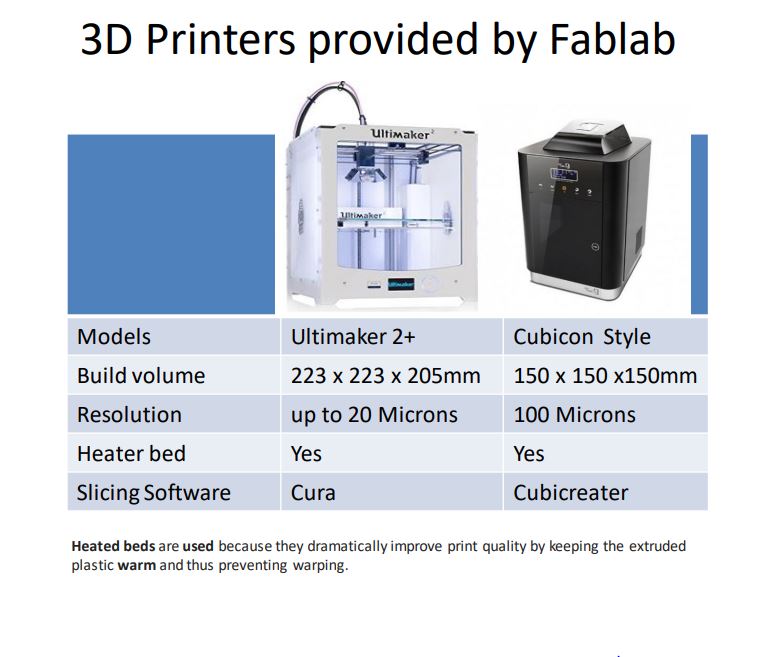 3D Printers provided by Fablab
Ultimaker²
Ultimaker
Ultimaker
Models Ultimaker 2+ Cubicon Style
Build volume 223 x 223 x 205mm 150 x 150 x150mm
Resolution up to 20 Microns 100 Microns
Heater bed Yes Yes
Slicing Software Cura Cubicreater
Heated beds are used because they dramatically improve print quality by keeping the extruded
plastic warm and thus preventing warping.